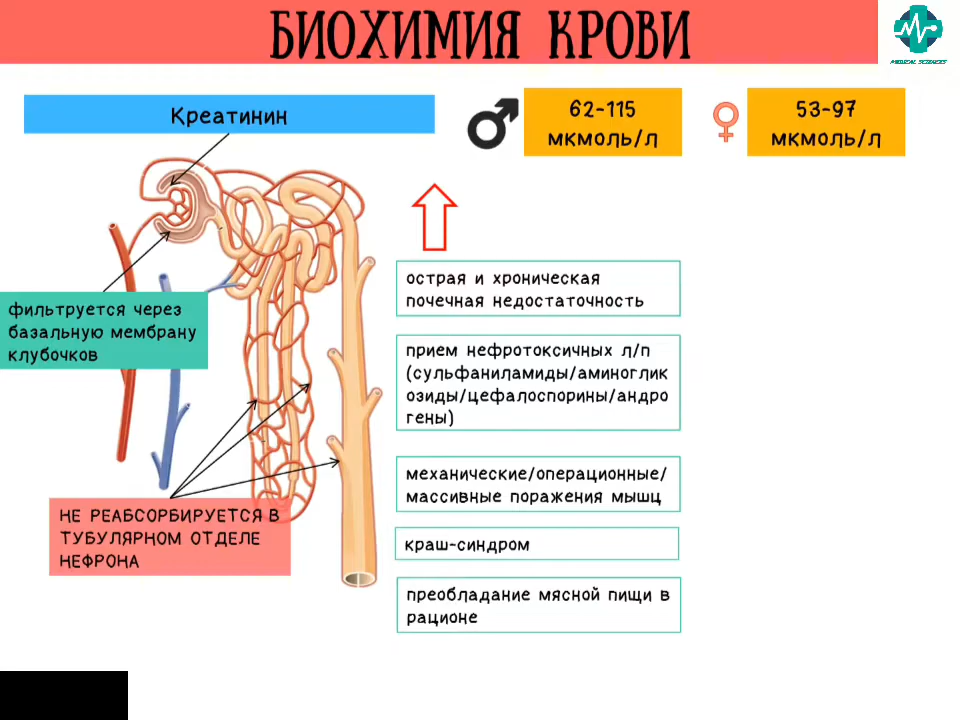 БИОХИМИЯ КРОВИ
MEDICAL SCIENCES
Креатинин
62-115
мкмоль/л
53-97
мкмоль/л
фильтруется через
базальную мембрану
клубочков
НЕ РЕАБСОРБИРУЕТСЯ В
ТУБУЛЯРНОМ ОТДЕЛЕ
НЕФРОНА
острая и хроническая
почечная недостаточность
прием нефротоксичных л/п
(сульфаниламиды/аминоглик
озиды/цефалоспорины/андро
гены)
механические/операционные/
массивные поражения мышц
краш-синдром
преобладание мясной пищи в
рационе